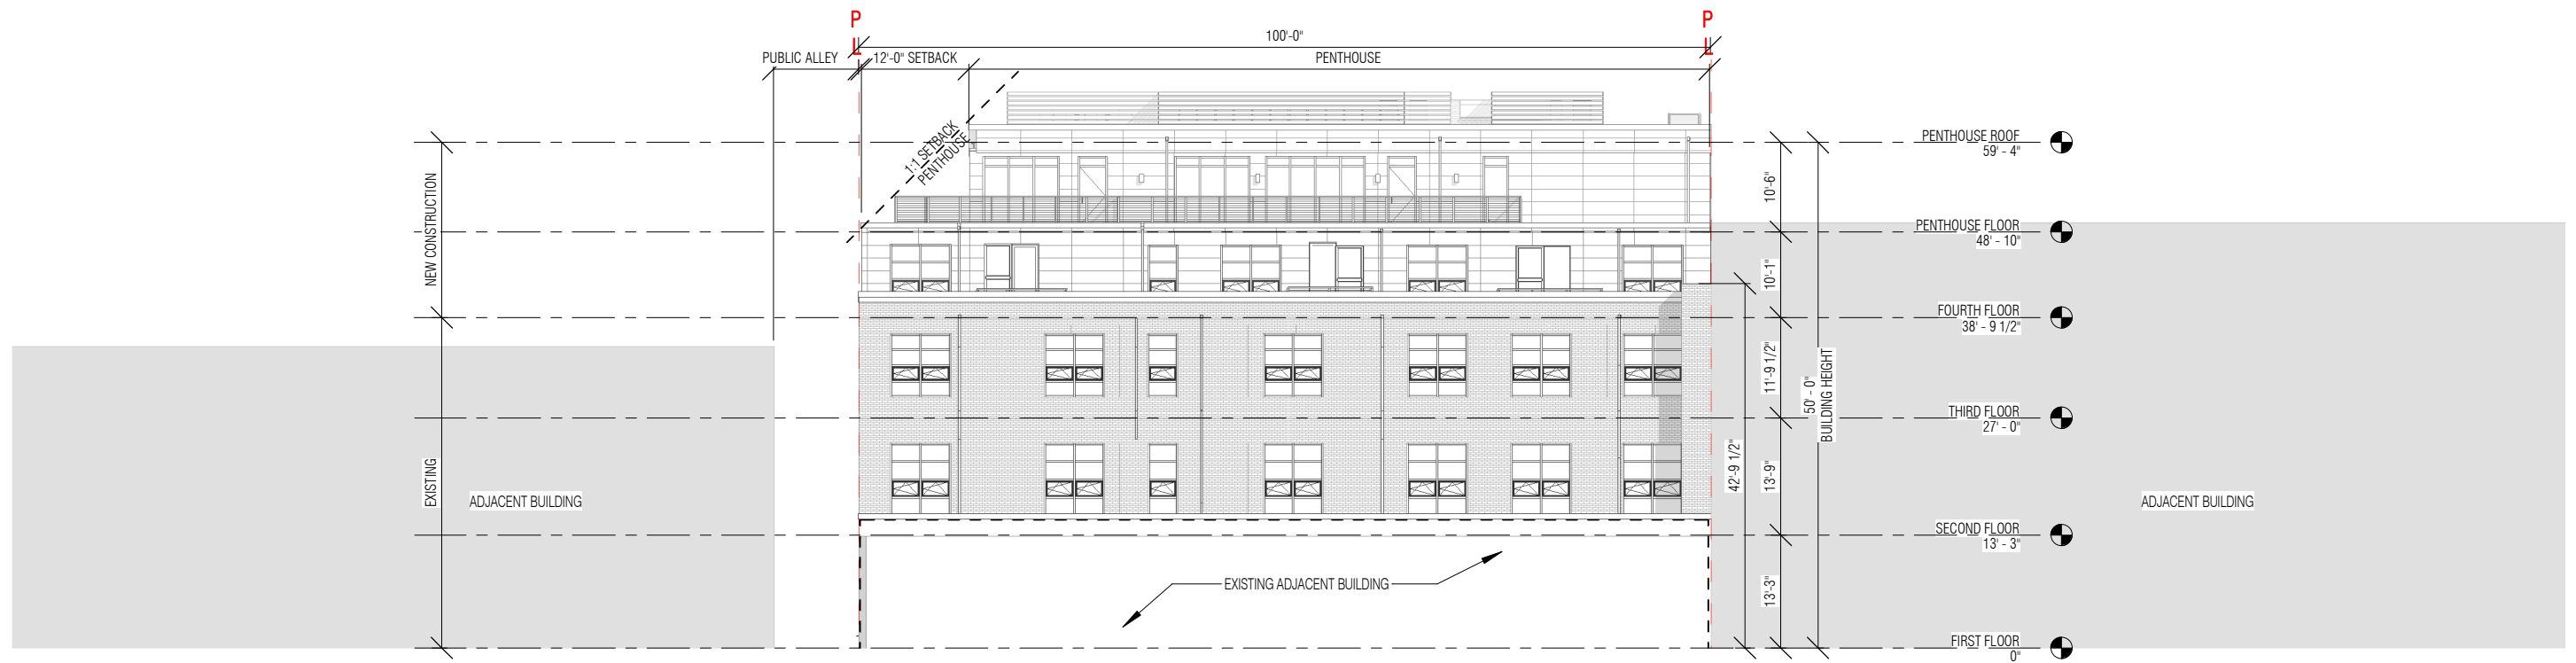 P
L
P
L
100'-0"
PUBLIC ALLEY
12'-0" SETBACK
PENTHOUSE
1:1 SETBACK
PENTHOUSE
NEW CONSTRUCTION
EXISTING
ADJACENT BUILDING
EXISTING ADJACENT BUILDING
10'-6"
10'-1"
11'-9 1/2"
13'-9"
13'-3"
42'-9 1/2"
50' - 0"
BUILDING HEIGHT
PENTHOUSE ROOF
59' - 4"
PENTHOUSE FLOOR
48' - 10"
FOURTH FLOOR
38' - 9 1/2"
THIRD FLOOR
27' - 0"
SECOND FLOOR
13' - 3"
FIRST FLOOR
0"
ADJACENT BUILDING